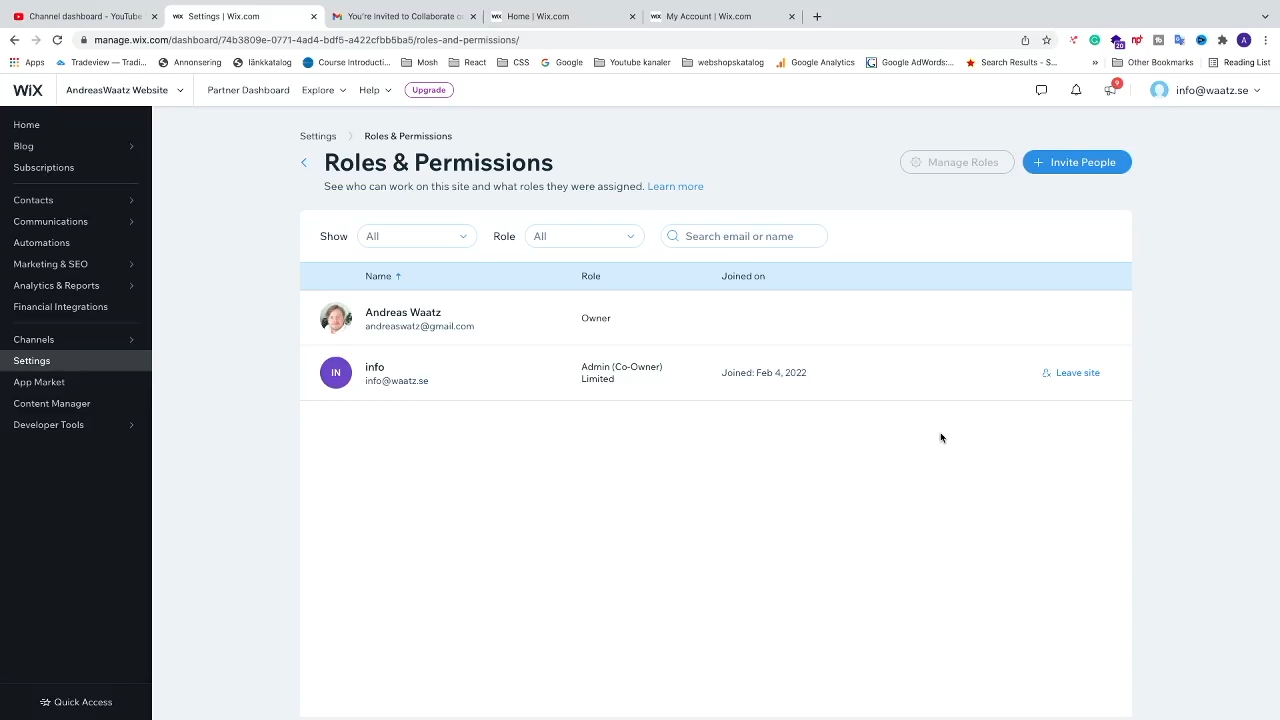 Channel dashboard - YouTube
Settings | Wix.com
You're Invited to Collaborate o
Home | Wix.com
My Account | Wix.com
manage.wix.com/dashboard/74b3809e-0771-4ad4-bdf5-a422cfbb5ba5/roles-and-permissions/
A
Apps
Tradeview — Tradi...
Annonsering
länkkatalog
Course Introducti...
Mosh
React
CSS
Google
Youtube kanaler
webshopskatalog
Google Analytics
Google AdWords:...
Search Results - S...
»
Other Bookmarks
Reading List
20
WiX
AndreasWaatz Website
Partner Dashboard
Explore
Help
Upgrade
9
info@waatz.se
Home
Blog
Subscriptions
Contacts
Communications
Automations
Marketing & SEO
Analytics & Reports
Financial Integrations
Channels
Settings
App Market
Content Manager
Developer Tools
Quick Access
Settings
Roles & Permissions
Roles & Permissions
See who can work on this site and what roles they were assigned. Learn more
Manage Roles
Invite People
Show
All
Role
All
Search email or name
Name
Role
Joined on
Andreas Waatz
andreaswatz@gmail.com
Owner
IN
info
info@waatz.se
Admin (Co-Owner)
Limited
Joined: Feb 4, 2022
Leave site